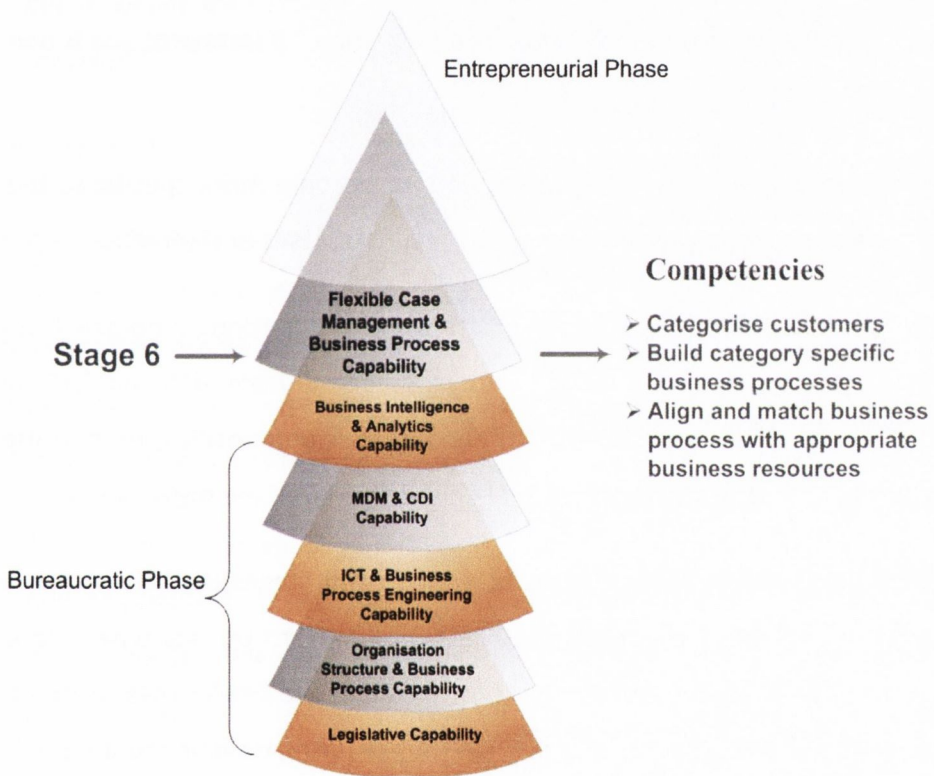 Entrepreneurial Phase
Flexible Case
Management &
Business Process
Capability
Stage 6
Competencies
➢ Categorise customers
➢ Build category specific
business processes
➢ Align and match business
process with appropriate
business resources
Business Intelligence
& Analytics
Capability
MDM & CDI
Capability
Bureaucratic Phase
ICT & Business
Process Engineering
Capability
Organisation
Structure & Business
Process Capability
Legislative Capability